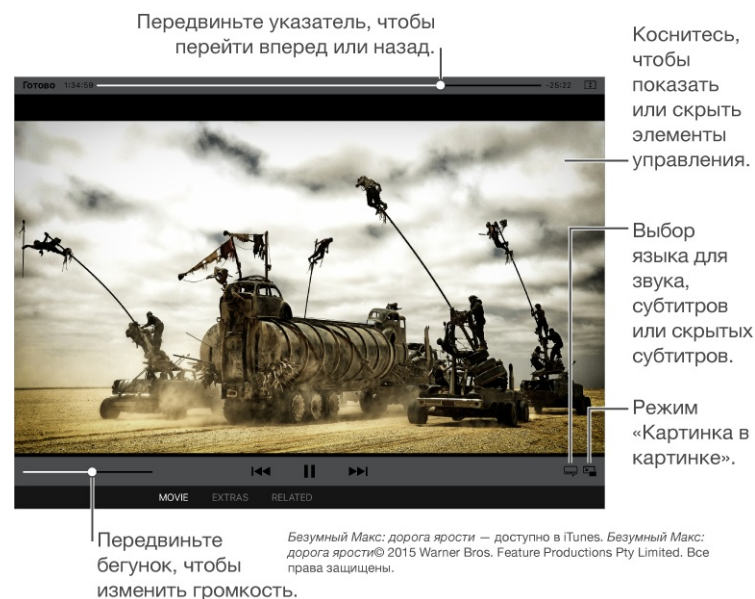 Передвиньте указатель, чтобы
перейти вперед или назад.
Коснитесь,
чтобы
показать
или скрыть
элементы
управления.
Готово 1:34:59 -25:22
Выбор
языка для
звука,
субтитров
или скрытых
субтитров.
Режим
«Картинка в
картинке».
MOVIE EXTRAS RELATED
Передвиньте
бегунок, чтобы
изменить громкость.
Безумный Макс: дорога ярости — доступно в iTunes. Безумный Макс:
дорога ярости© 2015 Warner Bros. Feature Productions Pty Limited. Все
права защищены.